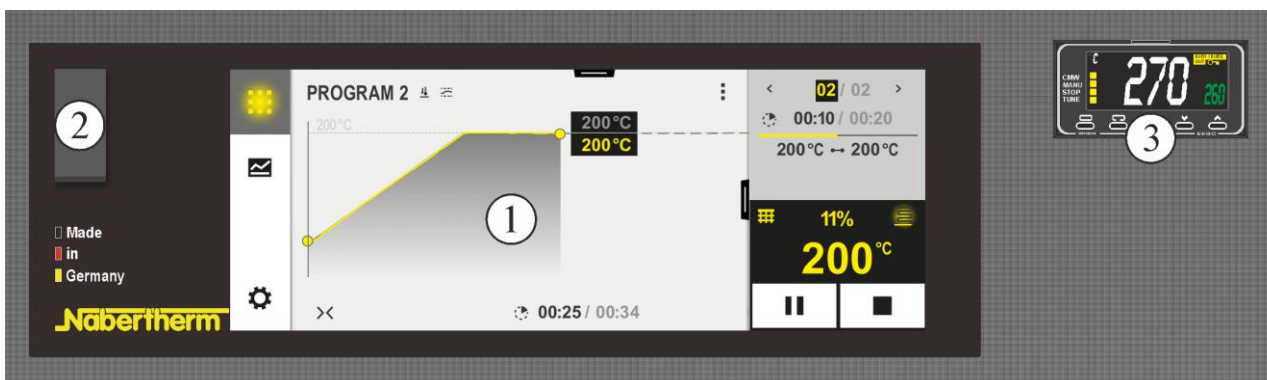 2
Made
in
Germany
Nabertherm
PROGRAM 2
200°C
200°C
200°C
1
00:25 / 00:34
< 02 / 02 >
00:10 / 00:20
200°C 200°C
11%
200°C
C
CMW
MANU
STOP
TUNE
270
260
3